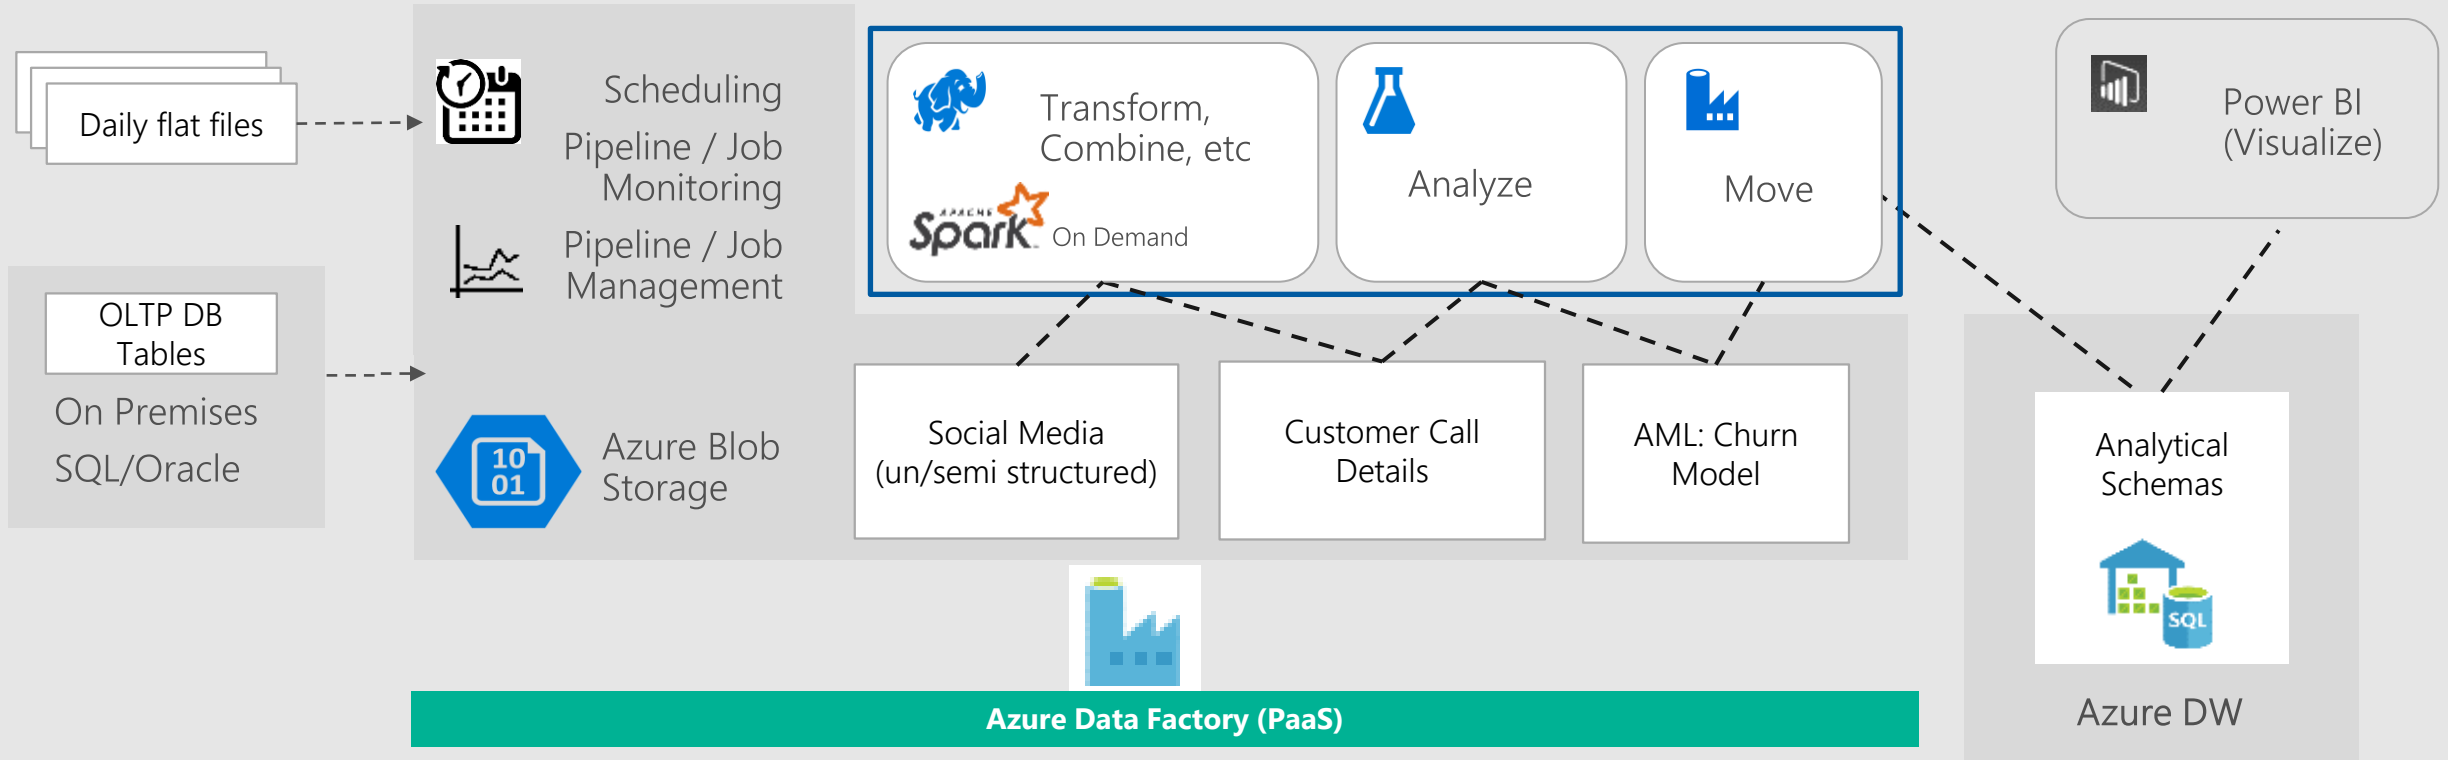 Daily flat files
OLTP DB
Tables
On Premises
SQL/Oracle
Scheduling
Pipeline / Job
Monitoring
Pipeline / Job
Management
10
01
Azure Blob
Storage
Transform,
Combine, etc
APACHE
Spark
On Demand
Analyze
Move
Social Media
(un/semi structured)
Customer Call
Details
AML: Churn
Model
Azure Data Factory (PaaS)
Power BI
(Visualize)
Analytical
Schemas
SQL
Azure DW